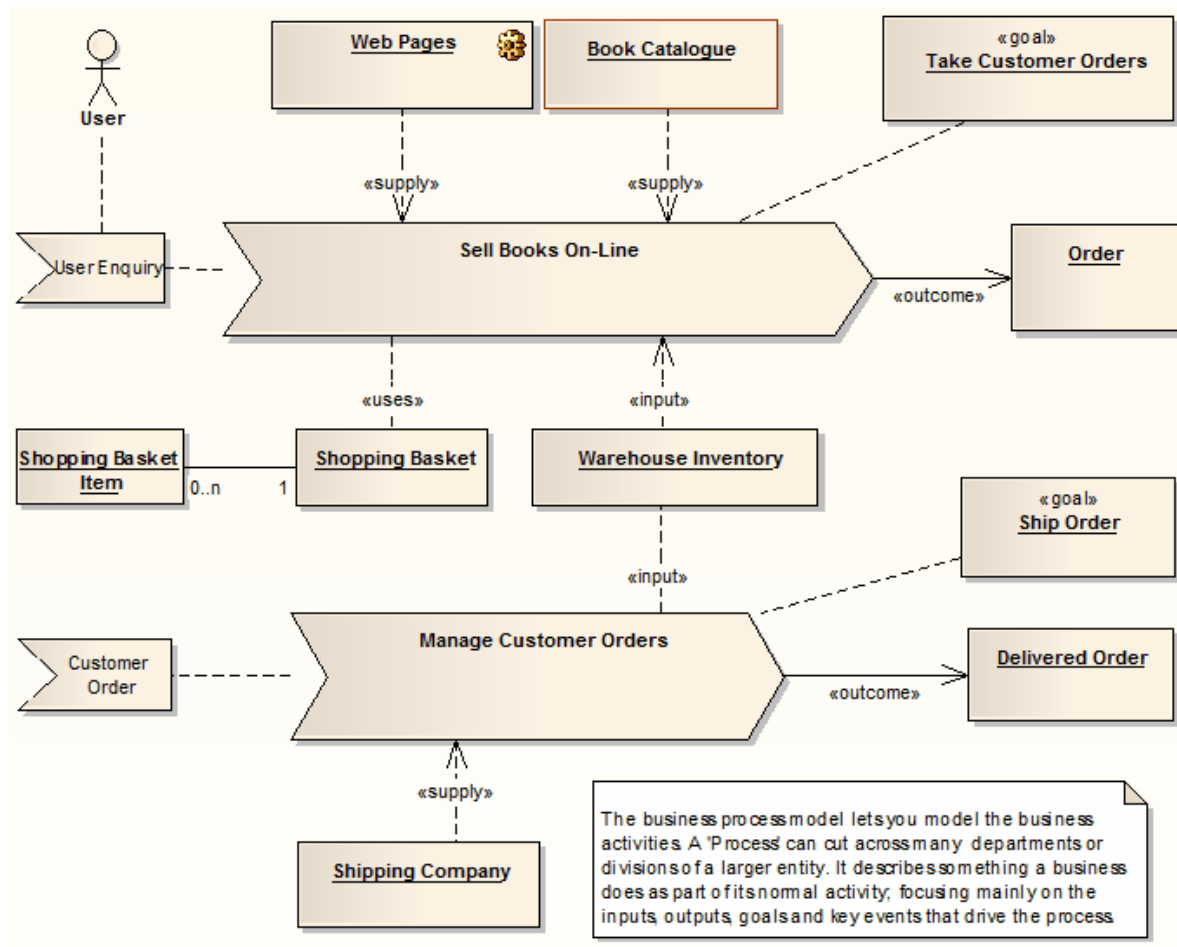 Web Pages
Book Catalogue
«goal»
Take Customer Orders
User
«supply»
«supply»
User Enquiry
Sell Books On-Line
Order
«outcome»
«uses»
«input»
Shopping Basket
Item
0..n
1
Shopping Basket
Warehouse Inventory
«goal»
Ship Order
«input»
Customer
Order
Manage Customer Orders
Delivered Order
«outcome»
«supply»
Shipping Company
The business process model lets you model the business
activities. A 'Process' can cut across many departments or
divisions of a larger entity. It describes something a business
does as part of its normal activity; focusing mainly on the
inputs, outputs, goals and key events that drive the process.